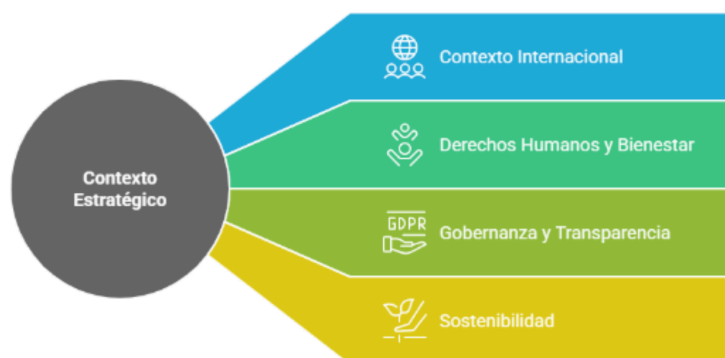 Contexto
Estratégico
Contexto Internacional
Derechos Humanos y Bienestar
GDPR
Gobernanza y Transparencia
Sostenibilidad